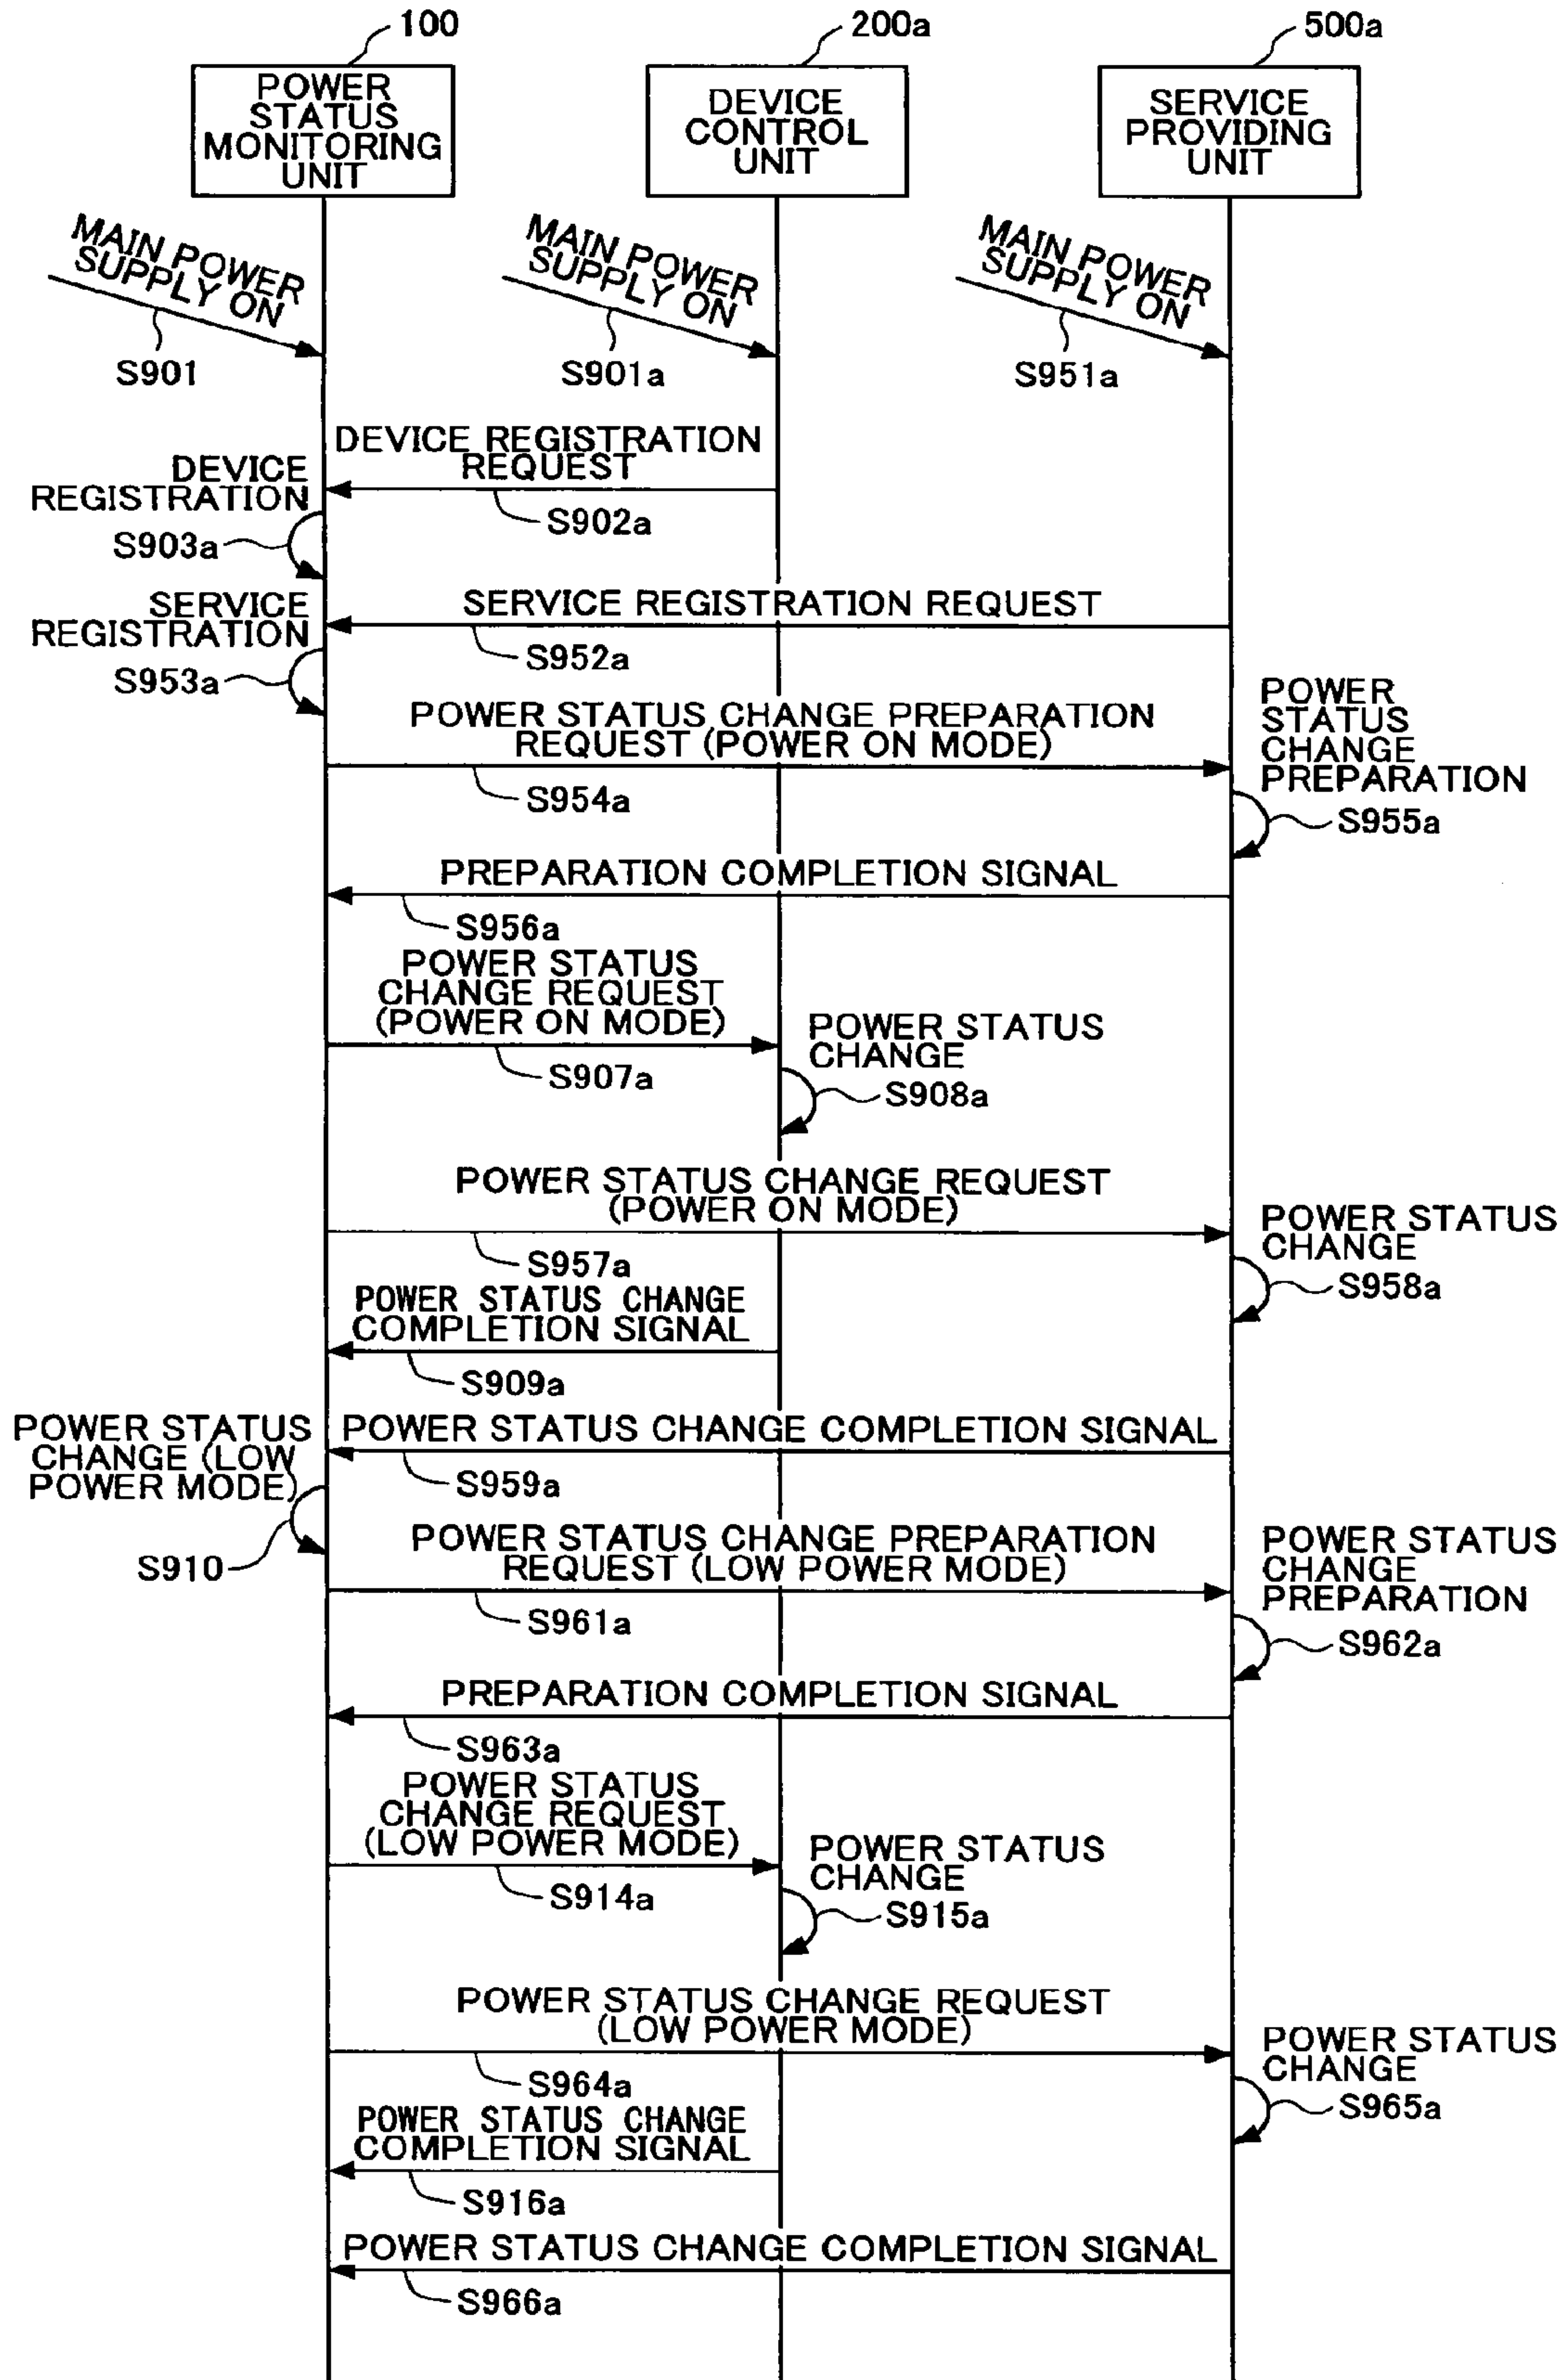 100
200a
500a
POWER
STATUS
MONITORING
UNIT
DEVICE
CONTROL
UNIT
SERVICE
PROVIDING
UNIT
MAIN POWER
SUPPLY ON
S901
MAIN POWER
SUPPLY ON
S901a
MAIN POWER
SUPPLY ON
S951a
DEVICE REGISTRATION
REQUEST
S902a
DEVICE
REGISTRATION
S903a
SERVICE REGISTRATION REQUEST
S952a
SERVICE
REGISTRATION
S953a
POWER STATUS CHANGE PREPARATION
REQUEST (POWER ON MODE)
S954a
POWER
STATUS
CHANGE
PREPARATION
S955a
PREPARATION COMPLETION SIGNAL
S956a
POWER STATUS
CHANGE REQUEST
(POWER ON MODE)
S907a
POWER STATUS
CHANGE
S908a
POWER STATUS CHANGE REQUEST
(POWER ON MODE)
S957a
POWER STATUS
CHANGE
S958a
POWER STATUS CHANGE
COMPLETION SIGNAL
S909a
POWER STATUS CHANGE COMPLETION SIGNAL
S959a
POWER STATUS
CHANGE (LOW
POWER MODE)
S910
POWER STATUS CHANGE PREPARATION
REQUEST (LOW POWER MODE)
S961a
POWER STATUS
CHANGE
PREPARATION
S962a
PREPARATION COMPLETION SIGNAL
S963a
POWER STATUS
CHANGE REQUEST
(LOW POWER MODE)
S914a
POWER STATUS
CHANGE
S915a
POWER STATUS CHANGE REQUEST
(LOW POWER MODE)
S964a
POWER STATUS
CHANGE
S965a
POWER STATUS CHANGE
COMPLETION SIGNAL
S916a
POWER STATUS CHANGE COMPLETION SIGNAL
S966a